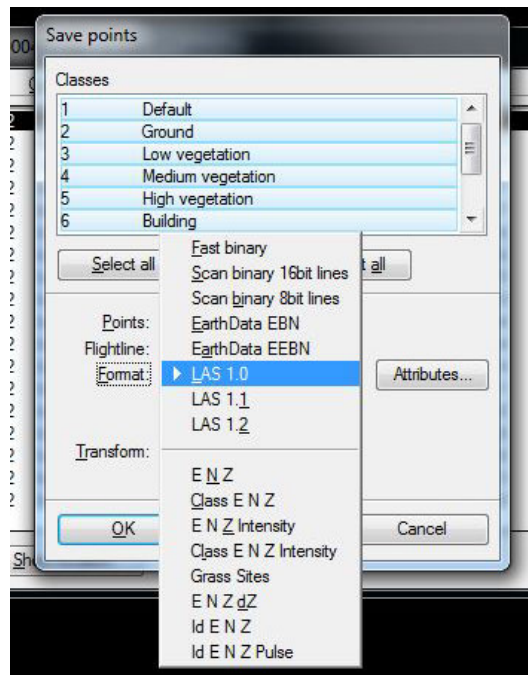 00
Save points
Classes
1 Default
2 Ground
3 Low vegetation
4 Medium vegetation
5 High vegetation
6 Building
Select all
all
Fast binary
Scan binary 16bit lines
Scan binary 8bit lines
Points:
EarthData EBN
Flightline:
EarthData EEBN
Format:
LAS 1.0
Attributes...
LAS 1.1
LAS 1.2
Transform:
E N Z
Class E N Z
E N Z Intensity
OK
Cancel
Class E N Z Intensity
Grass Sites
E N Z dZ
Id E N Z
Id E N Z Pulse